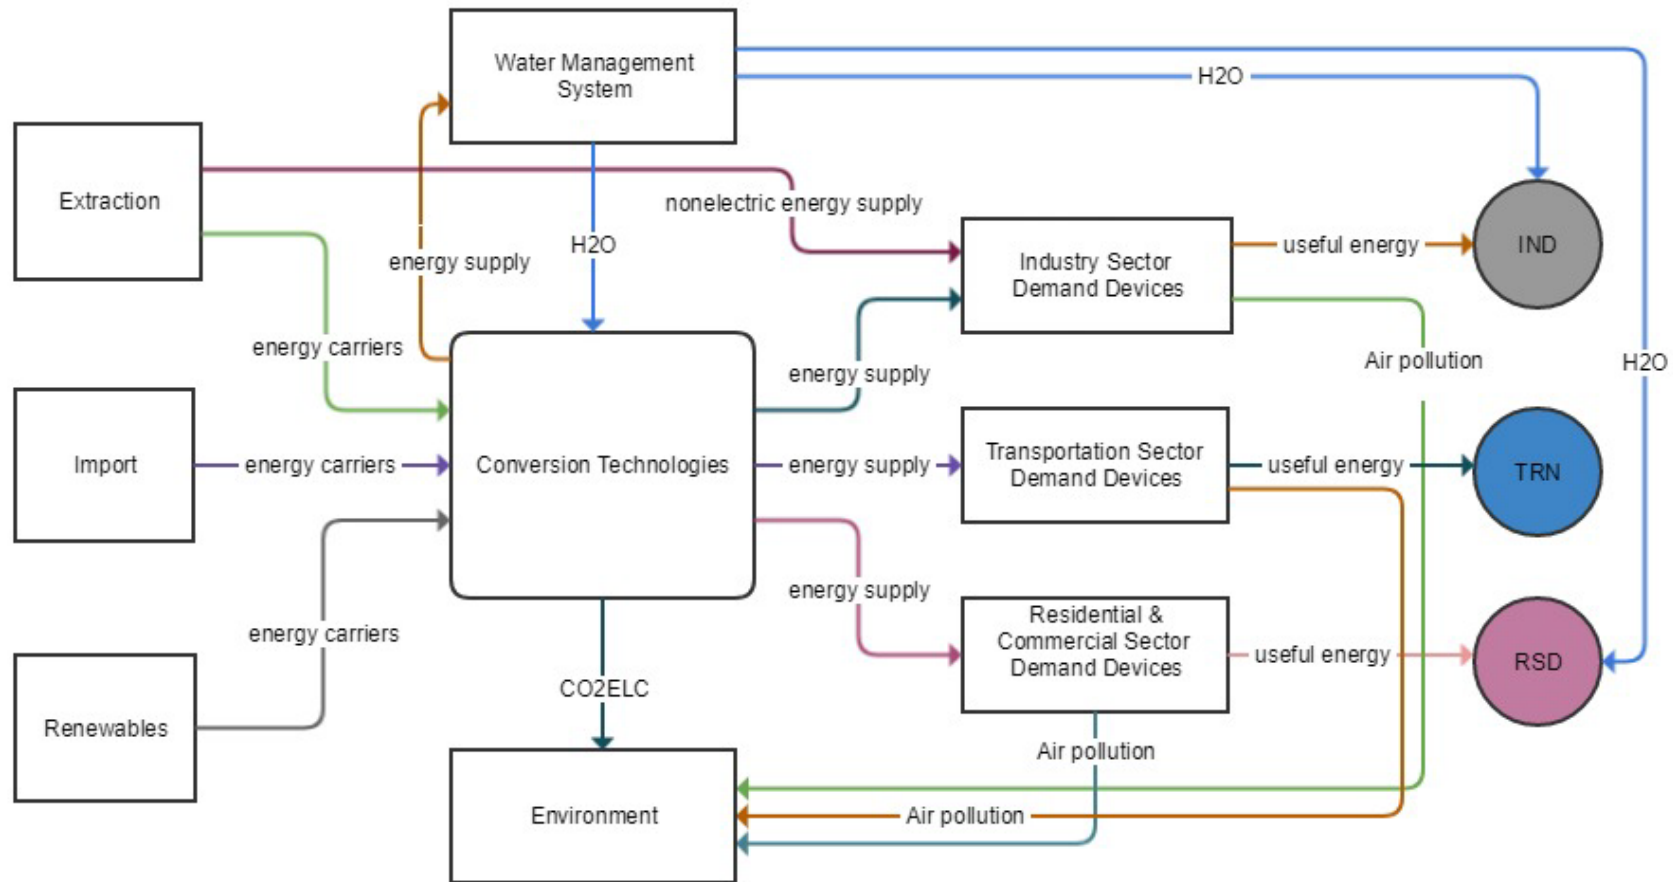 Water Management
System
H2O
Extraction
nonelectric energy supply
H2O
energy supply
useful energy
IND
Industry Sector
Demand Devices
energy carriers
energy supply
Air pollution
H2O
Import
energy carriers
Conversion Technologies
energy supply
Transportation Sector
Demand Devices
useful energy
TRN
energy supply
energy carriers
Residential &
Commercial Sector
Demand Devices
useful energy
RSD
CO2ELC
Renewables
Air pollution
Environment
Air pollution